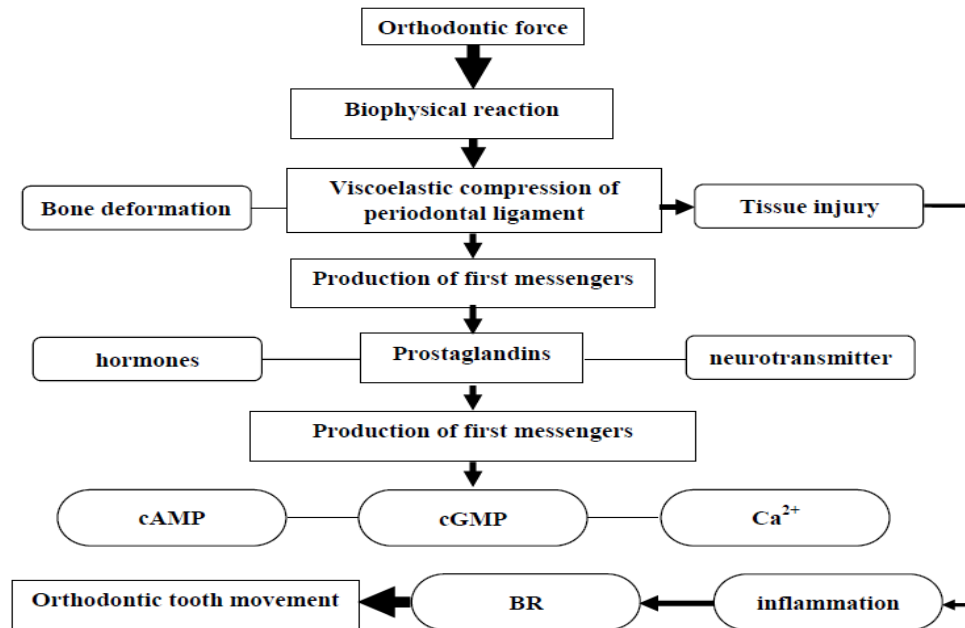 Orthodontic force
Biophysical reaction
Viscoelastic compression of
periodontal ligament
Bone deformation
Tissue injury
Production of first messengers
hormones
Prostaglandins
neurotransmitter
Production of first messengers
cAMP
cGMP
Ca²⁺
Orthodontic tooth movement
BR
inflammation